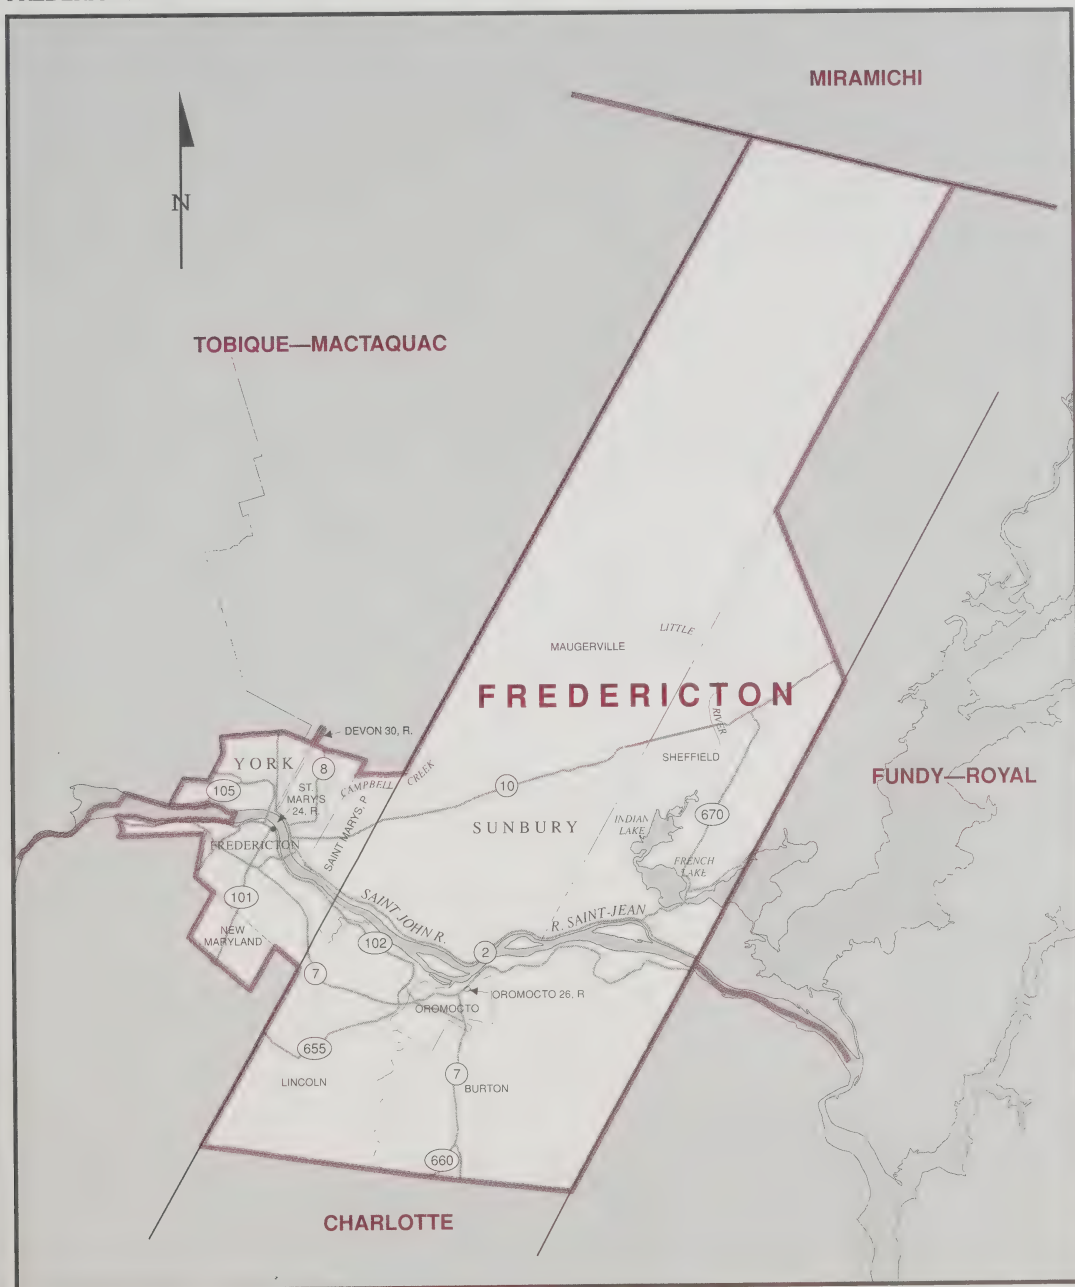 MIRAMICHI
N
TOBIQUE—MACTAQUAC
LITTLE
MAUGERVILLE
FREDERICTON
RIVER
DEVON 30, R.
YORK
8
SHEFFIELD
CAMPBELL CREEK
FUNDY—ROYAL
105
ST.
MARY'S
24, R.
10
SAINT MARYS, P
670
SUNBURY
INDIAN
LAKE
FREDERICTON
FRENCH
LAKE
101
SAINT JOHN R.
R. SAINT-JEAN
NEW
MARYLAND
102
2
7
OROMOCTO 26, R
OROMOCTO
655
7
LINCOLN
BURTON
660
CHARLOTTE